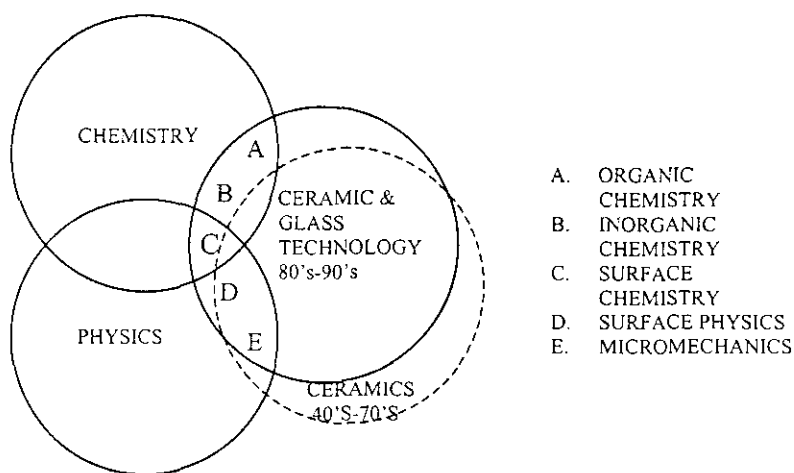 CHEMISTRY
A
B
CERAMIC &
GLASS
TECHNOLOGY
80's-90's
C
D
PHYSICS
E
CERAMICS
40'S-70'S
A. ORGANIC
CHEMISTRY
B. INORGANIC
CHEMISTRY
C. SURFACE
CHEMISTRY
D. SURFACE PHYSICS
E. MICROMECHANICS